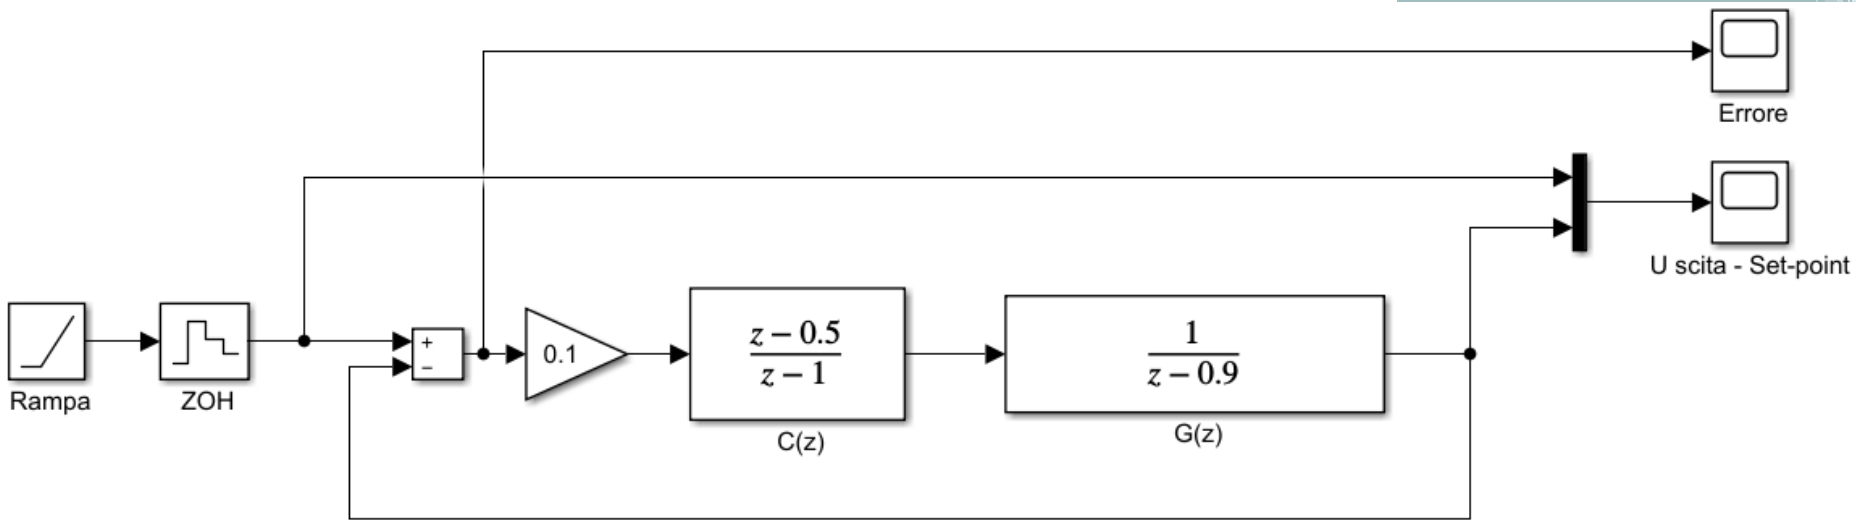 Errore
U scita - Set-point
Rampa
ZOH
+
−
0.1
z − 0.5
z − 1
C(z)
1
z − 0.9
G(z)